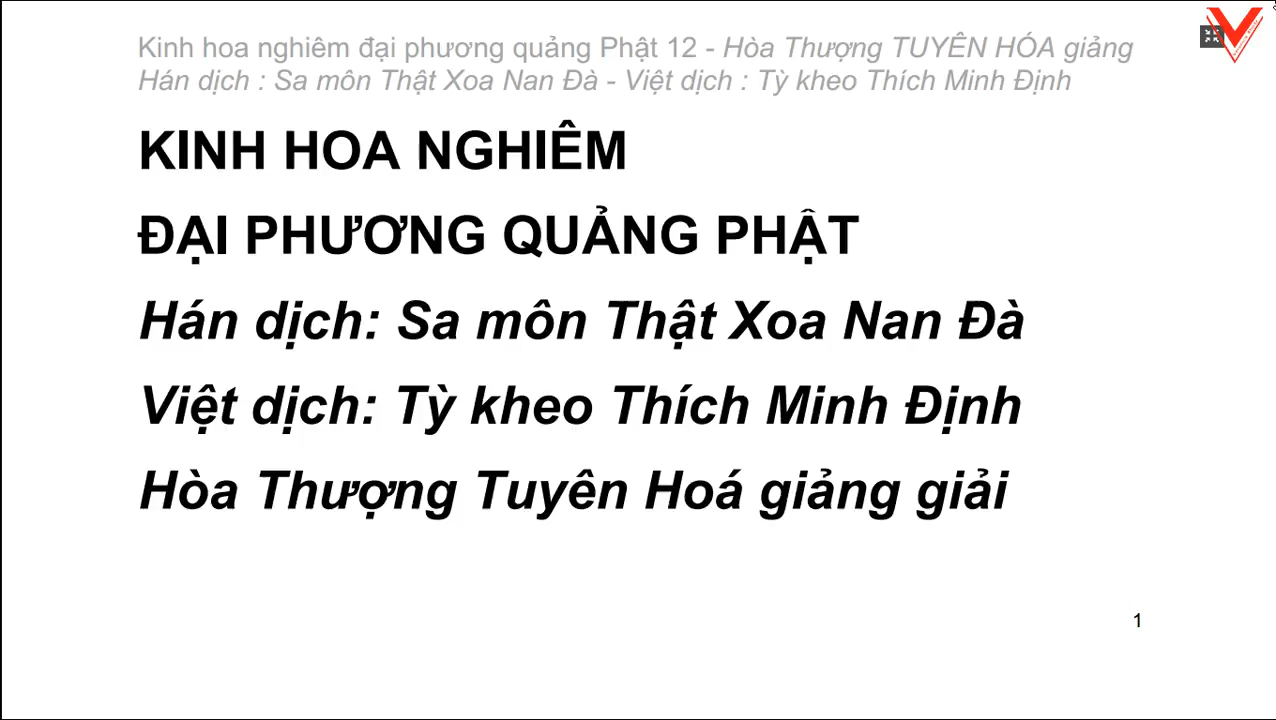 Kinh hoa nghiêm đại phương quảng Phật 12 - Hòa Thượng TUYÊN HÓA giảng
Hán dịch : Sa môn Thật Xoa Nan Đà - Việt dịch : Tỳ kheo Thích Minh Định
KINH HOA NGHIÊM
ĐẠI PHƯƠNG QUẢNG PHẬT
Hán dịch: Sa môn Thật Xoa Nan Đà
Việt dịch: Tỳ kheo Thích Minh Định
Hòa Thượng Tuyên Hoá giảng giải
1